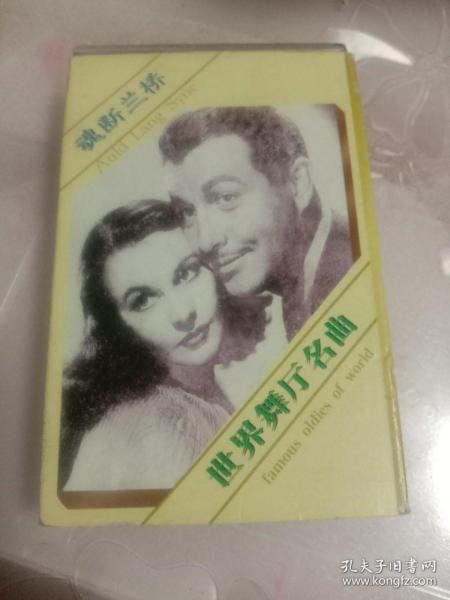 魂断兰桥
Auld Lang Syne
世界舞厅名曲
famous oldies of world
孔夫子旧书网
www.kongfz.com